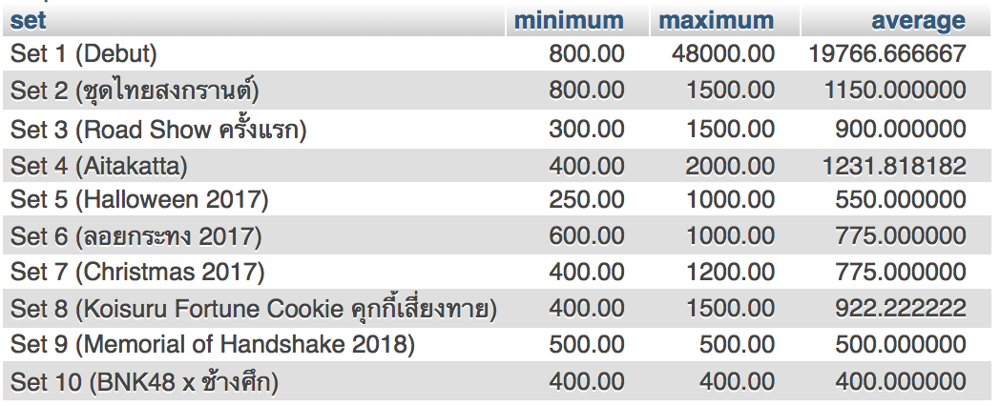 set minimum maximum average
Set 1 (Debut) 800.00 48000.00 19766.666667
Set 2 (ชุดไทยสงกรานต์) 800.00 1500.00 1150.000000
Set 3 (Road Show ครั้งแรก) 300.00 1500.00 900.000000
Set 4 (Aitakatta) 400.00 2000.00 1231.818182
Set 5 (Halloween 2017) 250.00 1000.00 550.000000
Set 6 (ลอยกระทง 2017) 600.00 1000.00 775.000000
Set 7 (Christmas 2017) 400.00 1200.00 775.000000
Set 8 (Koisuru Fortune Cookie คุกกี้เสี่ยงทาย) 400.00 1500.00 922.222222
Set 9 (Memorial of Handshake 2018) 500.00 500.00 500.000000
Set 10 (BNK48 x ช้างศึก) 400.00 400.00 400.000000